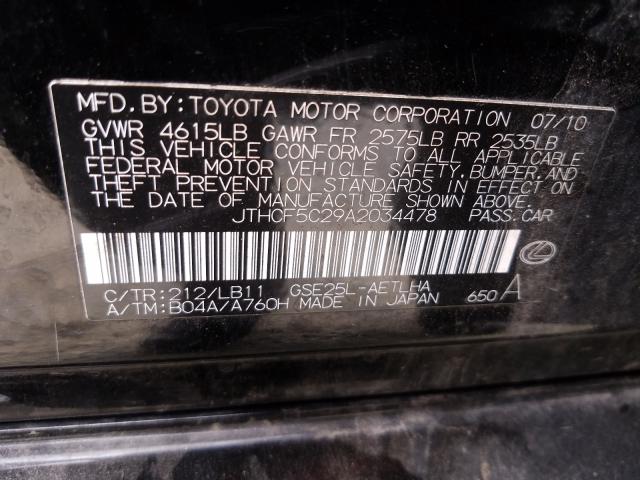 MFD. BY: TOYOTA MOTOR CORPORATION 07/10
GVWR 4615LB GAWR FR 2575LB RR 2535LB
THIS VEHICLE CONFORMS TO ALL APPLICABLE
FEDERAL MOTOR VEHICLE SAFETY, BUMPER, AND
THEFT PREVENTION STANDARDS IN EFFECT ON
THE DATE OF MANUFACTURE SHOWN ABOVE.
JTHCF5C29A2034478 PASS. CAR
C/TR: 212/LB11 GSE25L-AETLHA
A/TM: B04A/A760H MADE IN JAPAN 650 A